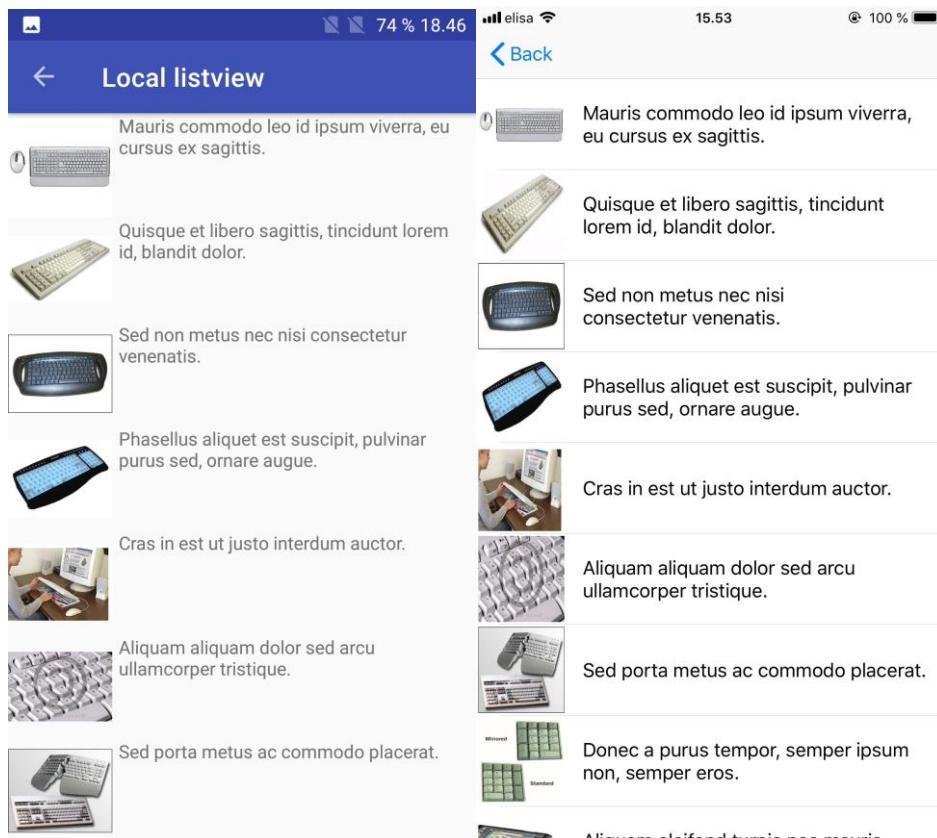 74 % 18.46
Local listview
Mauris commodo leo id ipsum viverra, eu
cursus ex sagittis.
Quisque et libero sagittis, tincidunt lorem
id, blandit dolor.
Sed non metus nec nisi consectetur
venenatis.
Phasellus aliquet est suscipit, pulvinar
purus sed, ornare augue.
Cras in est ut justo interdum auctor.
Aliquam aliquam dolor sed arcu
ullamcorper tristique.
Sed porta metus ac commodo placerat.
elisa 15.53 100 %
Back
Mauris commodo leo id ipsum viverra,
eu cursus ex sagittis.
Quisque et libero sagittis, tincidunt
lorem id, blandit dolor.
Sed non metus nec nisi
consectetur venenatis.
Phasellus aliquet est suscipit, pulvinar
purus sed, ornare augue.
Cras in est ut justo interdum auctor.
Aliquam aliquam dolor sed arcu
ullamcorper tristique.
Sed porta metus ac commodo placerat.
Mirrored
Standard
Donec a purus tempor, semper ipsum
non, semper eros.